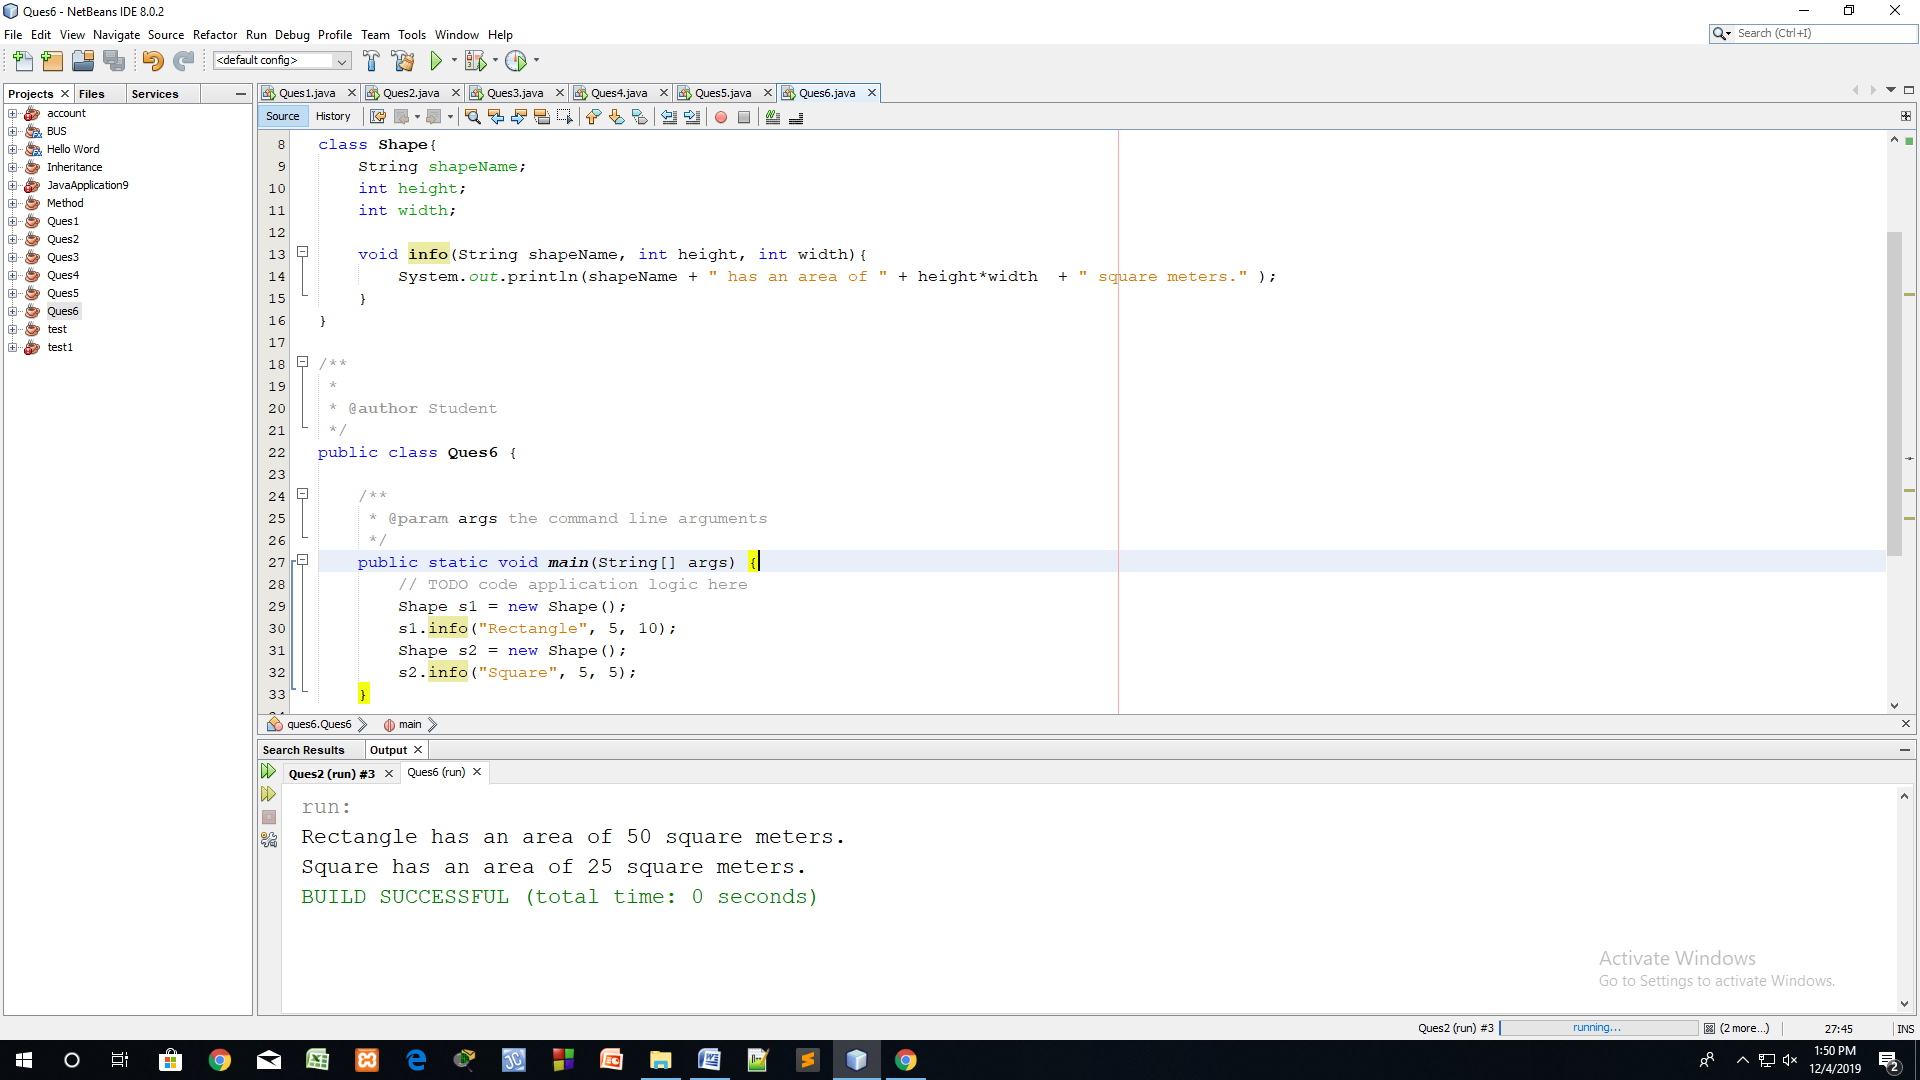 Ques6 - NetBeans IDE 8.0.2
File Edit View Navigate Source Refactor Run Debug Profile Team Tools Window Help
Search (Ctrl+I)
<default config>
Projects Files Services
account
BUS
Hello Word
Inheritance
JavaApplication9
Method
Ques1
Ques2
Ques3
Ques4
Ques5
Ques6
test
test1
Ques1.java Ques2.java Ques3.java Ques4.java Ques5.java Ques6.java
Source History
8 class Shape{
9 String shapeName;
10 int height;
11 int width;
12
13 void info(String shapeName, int height, int width){
14 System.out.println(shapeName + " has an area of " + height*width  + " square meters." );
15 }
16 }
17
18 /**
19 *
20 * @author Student
21 */
22 public class Ques6 {
23
24 /**
25 * @param args the command line arguments
26 */
27 public static void main(String[] args) {
28 // TODO code application logic here
29 Shape s1 = new Shape();
30 s1.info("Rectangle", 5, 10);
31 Shape s2 = new Shape();
32 s2.info("Square", 5, 5);
33 }
ques6.Ques6 main
Search Results Output
Ques2 (run) #3 Ques6 (run)
run:
Rectangle has an area of 50 square meters.
Square has an area of 25 square meters.
BUILD SUCCESSFUL (total time: 0 seconds)
Activate Windows
Go to Settings to activate Windows.
Ques2 (run) #3 running... (2 more...) 27:45 INS
1:50 PM
12/4/2019
2